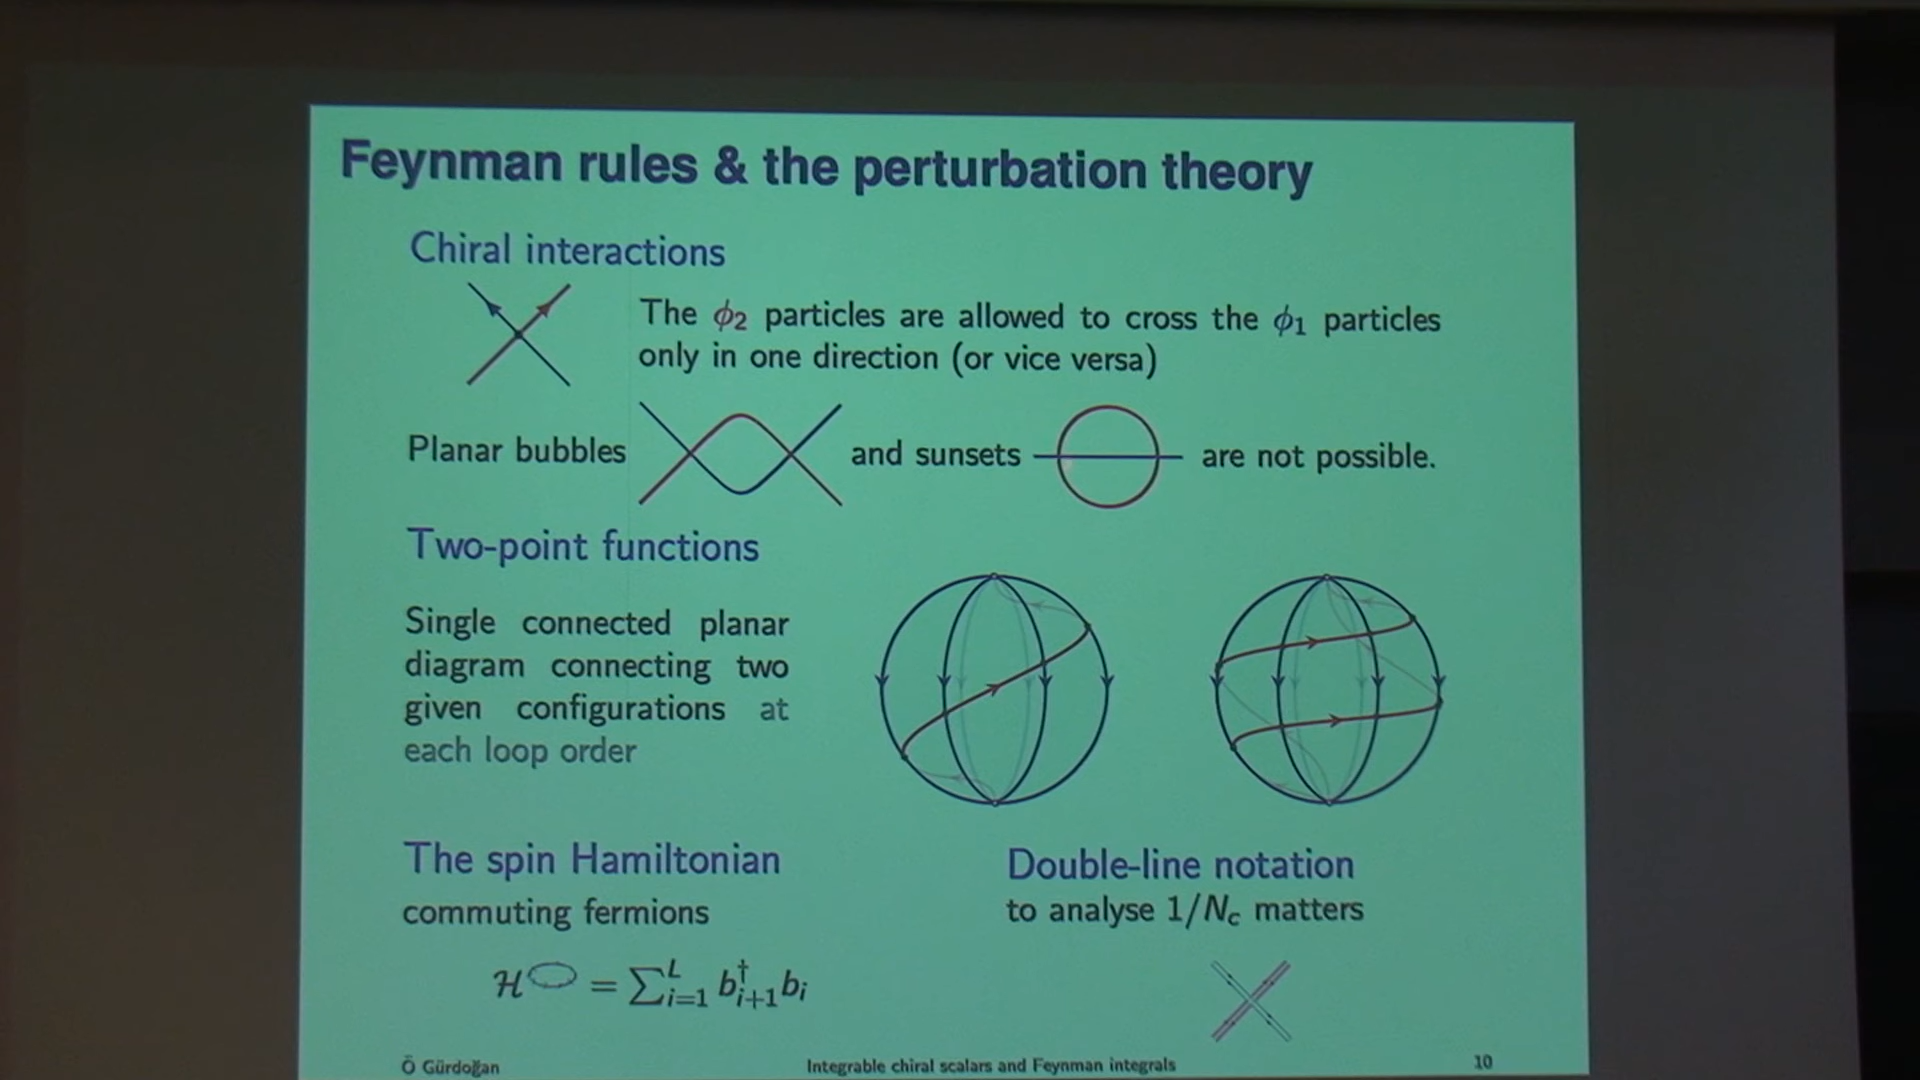 Feynman rules & the perturbation theory
Chiral interactions
The ϕ₂ particles are allowed to cross the ϕ₁ particles
only in one direction (or vice versa)
Planar bubbles and sunsets are not possible.
Two-point functions
Single connected planar
diagram connecting two
given configurations at
each loop order
The spin Hamiltonian
commuting fermions
ℋ = ∑ᴸᵢ₌₁ b†ᵢ₊₁bᵢ
Double-line notation
to analyse 1/N_c matters
Ö Gürdoğan
Integrable chiral scalars and Feynman integrals
10